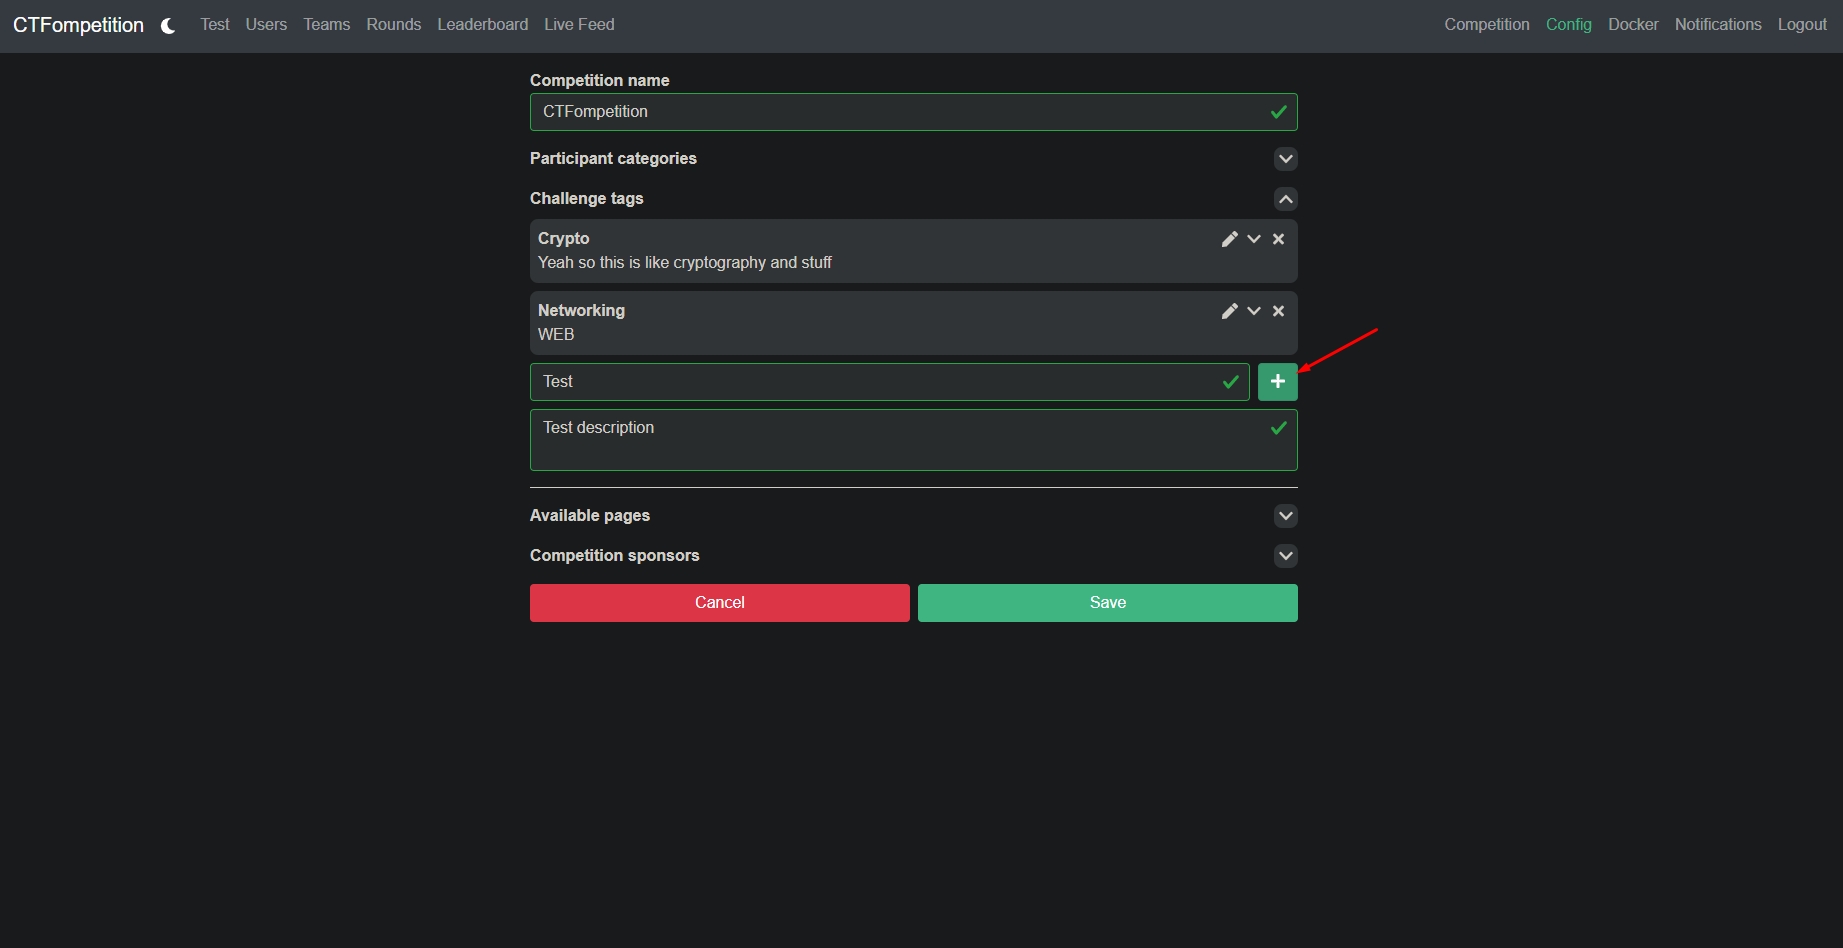 CTFompetition Test Users Teams Rounds Leaderboard Live Feed Competition Config Docker Notifications Logout
Competition name
CTFompetition
Participant categories
Challenge tags
Crypto
Yeah so this is like cryptography and stuff
Networking
WEB
Test
Test description
Available pages
Competition sponsors
Cancel Save